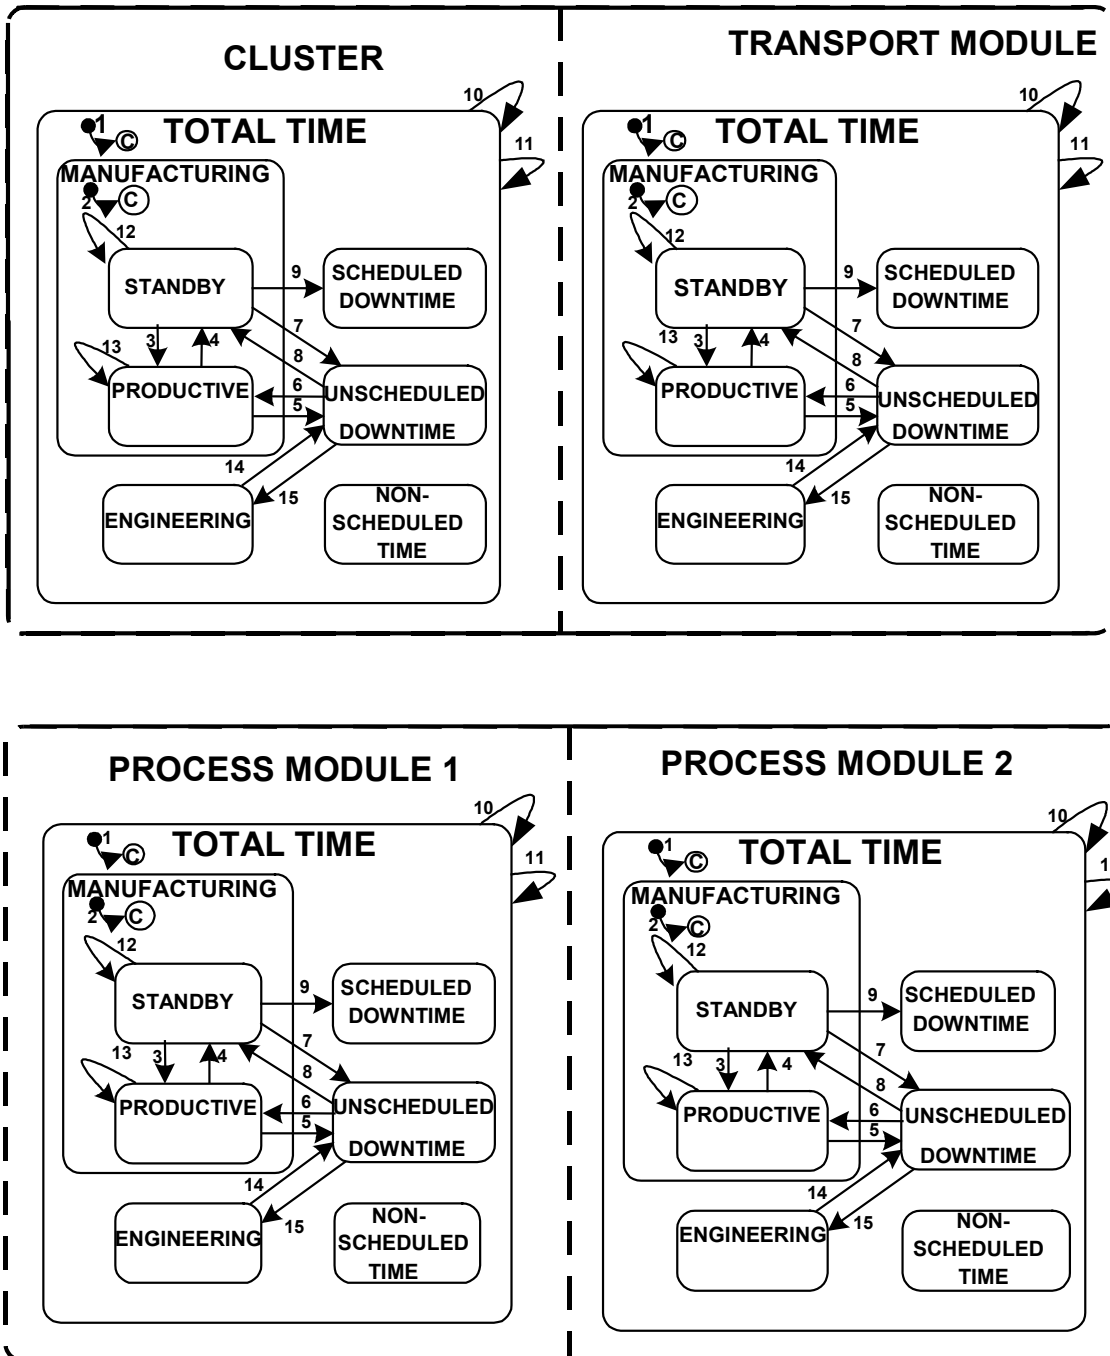 CLUSTER
TRANSPORT MODULE
10
11
1
C
TOTAL TIME
MANUFACTURING
2
C
12
STANDBY
9
SCHEDULED
DOWNTIME
7
3
4
8
13
PRODUCTIVE
6
5
UNSCHEDULED
DOWNTIME
14
15
ENGINEERING
NON-
SCHEDULED
TIME
10
11
1
C
TOTAL TIME
MANUFACTURING
2
C
12
STANDBY
9
SCHEDULED
DOWNTIME
7
3
4
8
13
PRODUCTIVE
6
5
UNSCHEDULED
DOWNTIME
14
15
ENGINEERING
NON-
SCHEDULED
TIME
PROCESS MODULE 1
PROCESS MODULE 2
10
11
1
C
TOTAL TIME
MANUFACTURING
2
C
12
STANDBY
9
SCHEDULED
DOWNTIME
7
3
4
8
13
PRODUCTIVE
6
5
UNSCHEDULED
DOWNTIME
14
15
ENGINEERING
NON-
SCHEDULED
TIME
10
1
1
C
TOTAL TIME
MANUFACTURING
2
C
12
STANDBY
9
SCHEDULED
DOWNTIME
7
3
4
8
13
PRODUCTIVE
6
5
UNSCHEDULED
DOWNTIME
14
15
ENGINEERING
NON-
SCHEDULED
TIME